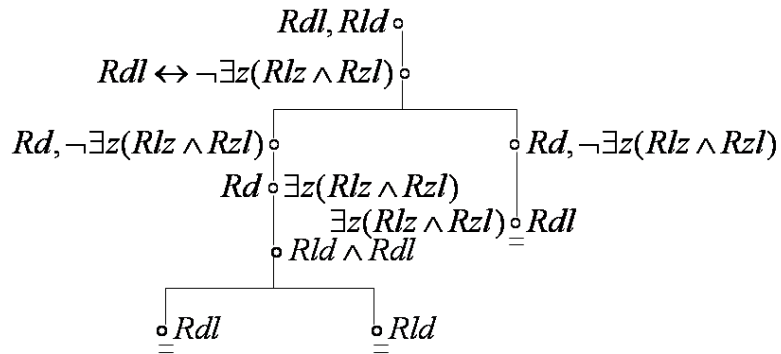 Rdl, Rld
Rdl ↔ ¬∃z(Rlz ∧ Rzl)
Rd, ¬∃z(Rlz ∧ Rzl)
Rd, ¬∃z(Rlz ∧ Rzl)
Rd ∃z(Rlz ∧ Rzl)
∃z(Rlz ∧ Rzl) Rdl
Rld ∧ Rdl
Rdl
Rld